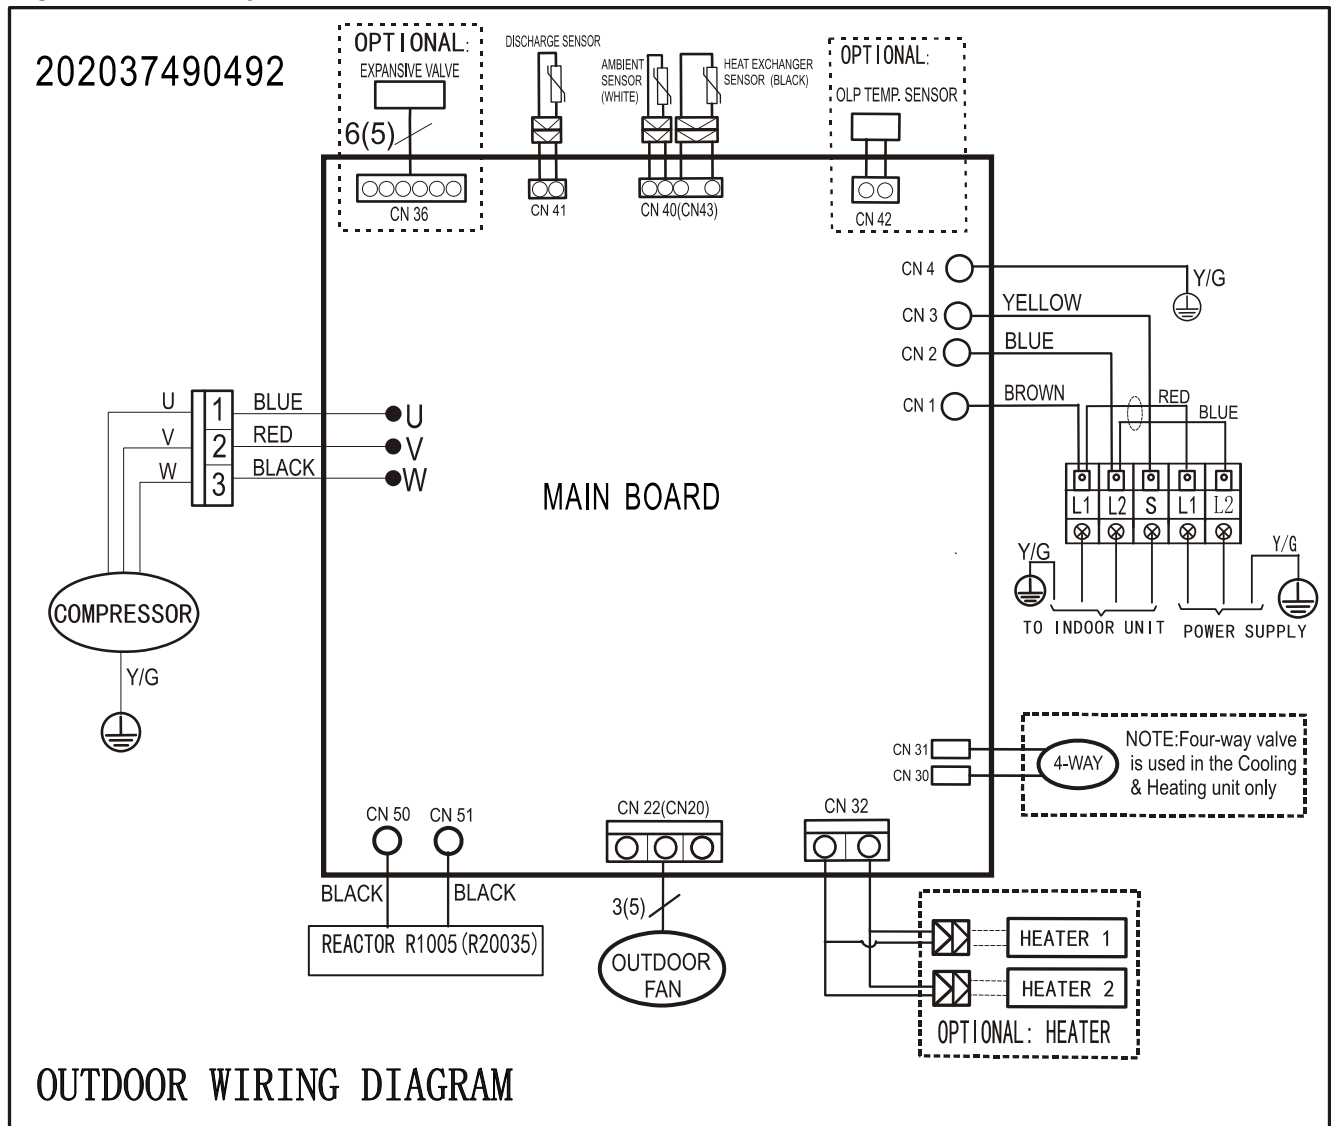 202037490492
OPTIONAL:
EXPANSIVE VALVE
6(5)
CN 36
DISCHARGE SENSOR
CN 41
AMBIENT
SENSOR
(WHITE)
HEAT EXCHANGER
SENSOR (BLACK)
CN 40(CN43)
OPTIONAL:
OLP TEMP. SENSOR
CN 42
CN 4
Y/G
CN 3
YELLOW
CN 2
BLUE
CN 1
BROWN
RED
BLUE
L1 L2 S L1 L2
Y/G
Y/G
TO INDOOR UNIT
POWER SUPPLY
U 1 BLUE U
V 2 RED V
W 3 BLACK W
MAIN BOARD
COMPRESSOR
Y/G
CN 31
CN 30
4-WAY
NOTE:Four-way valve
is used in the Cooling
& Heating unit only
CN 50
CN 51
BLACK
BLACK
REACTOR R1005(R20035)
CN 22(CN20)
3(5)
OUTDOOR
FAN
CN 32
HEATER 1
HEATER 2
OPTIONAL: HEATER
OUTDOOR WIRING DIAGRAM